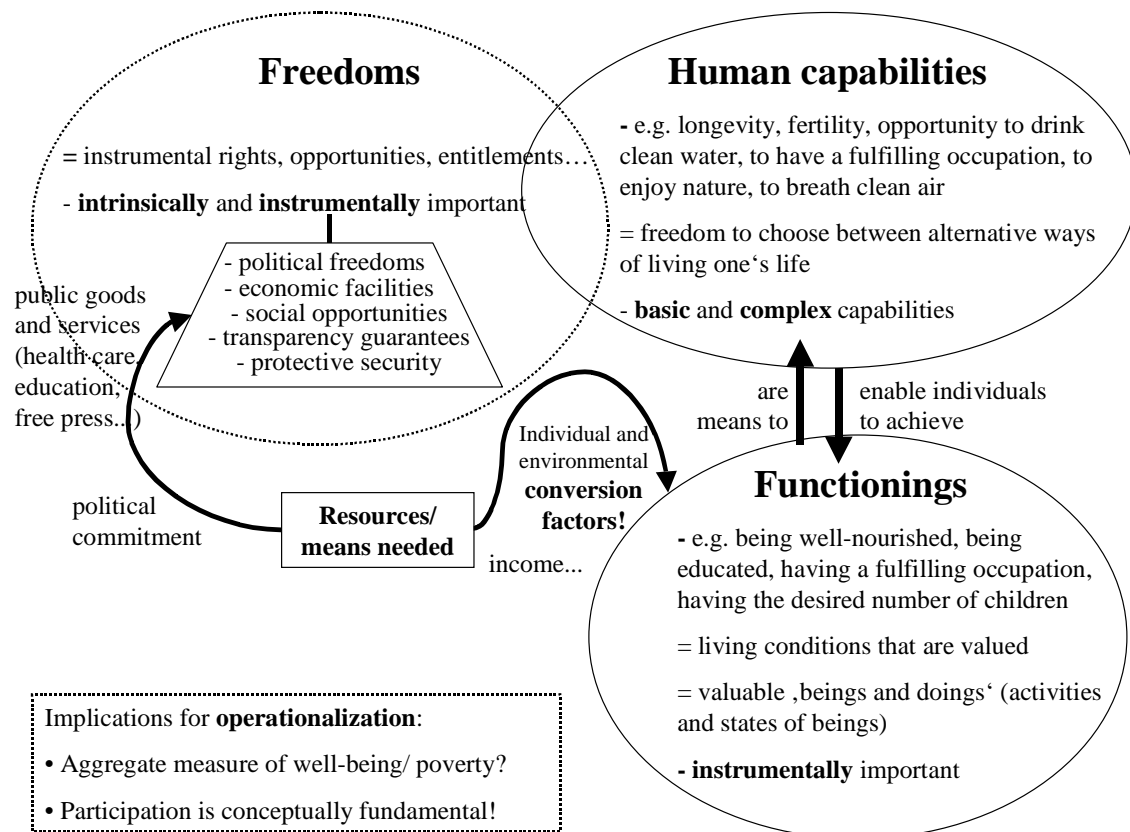 Freedoms
= instrumental rights, opportunities, entitlements…
- intrinsically and instrumentally important
- political freedoms
- economic facilities
- social opportunities
- transparency guarantees
- protective security
public goods
and services
(health care,
education,
free press...)
political
commitment
Resources/
means needed
income...
Individual and
environmental
conversion
factors!
Human capabilities
- e.g. longevity, fertility, opportunity to drink
clean water, to have a fulfilling occupation, to
enjoy nature, to breath clean air
= freedom to choose between alternative ways
of living one‘s life
- basic and complex capabilities
are
means to
enable individuals
to achieve
Functionings
- e.g. being well-nourished, being
educated, having a fulfilling occupation,
having the desired number of children
= living conditions that are valued
= valuable ‚beings and doings‘ (activities
and states of beings)
- instrumentally important
Implications for operationalization:
• Aggregate measure of well-being/ poverty?
• Participation is conceptually fundamental!